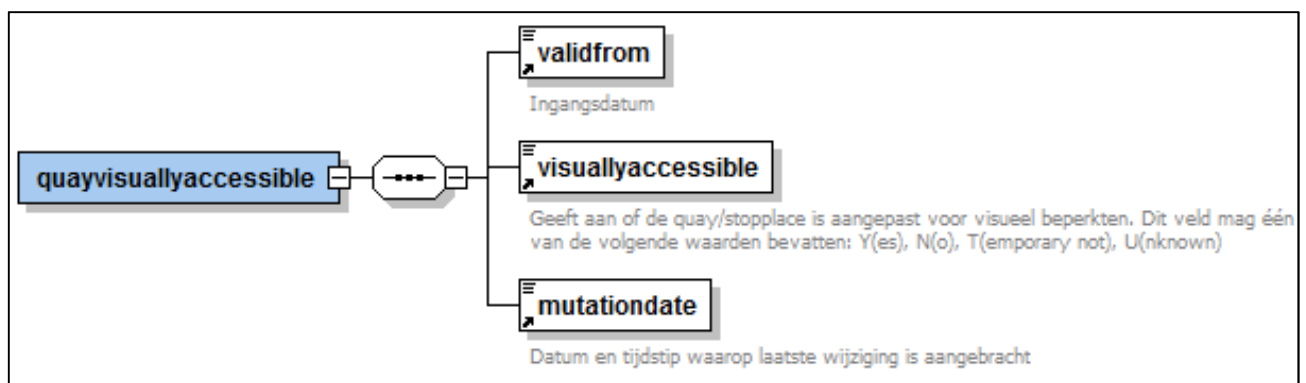 validfrom
Ingangsdatum
quayvisuallyaccessible
visuallyaccessible
Geeft aan of de quay/stopplace is aangepast voor visueel beperkten. Dit veld mag één
van de volgende waarden bevatten: Y(es), N(o), T(emporary not), U(nknown)
mutationdate
Datum en tijdstip waarop laatste wijziging is aangebracht